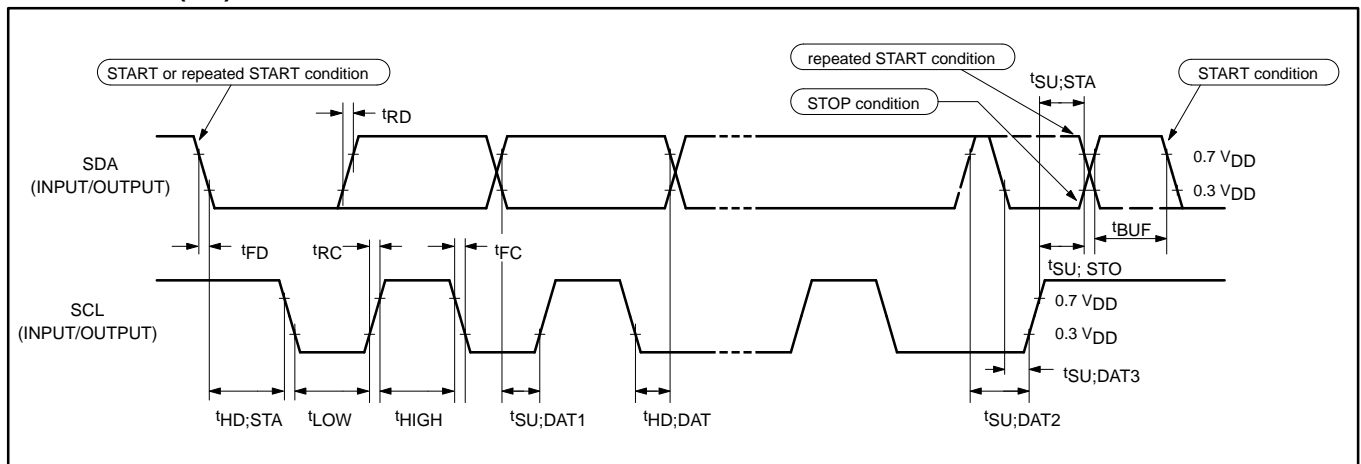 START or repeated START condition
repeated START condition
tSU;STA
START condition
STOP condition
tRD
SDA
(INPUT/OUTPUT)
0.7 VDD
0.3 VDD
tFD
tRC
tFC
tBUF
tSU; STO
SCL
(INPUT/OUTPUT)
0.7 VDD
0.3 VDD
tSU;DAT3
tHD;STA
tLOW
tHIGH
tSU;DAT1
tHD;DAT
tSU;DAT2